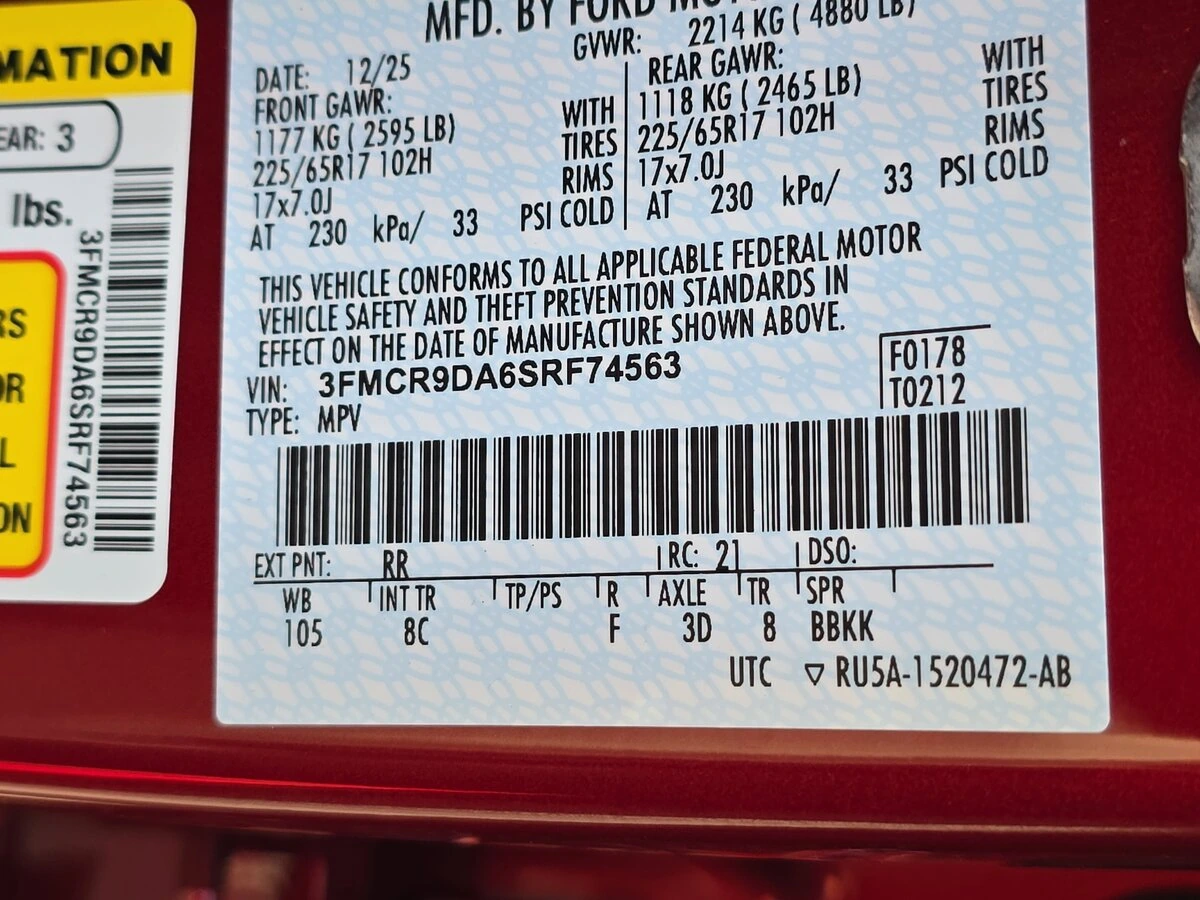 MATION
EAR: 3
lbs.
3FMCR9DA6SRF74563
RS
OR
L
ON
MFD. BY FORD MO
GVWR: 2214 KG ( 4880 LB)
DATE: 12/25
FRONT GAWR:
1177 KG ( 2595 LB) WITH
225/65R17 102H TIRES
17x7.0J RIMS
AT 230 kPa/ 33 PSI COLD
REAR GAWR: WITH
1118 KG ( 2465 LB) TIRES
225/65R17 102H RIMS
17x7.0J
AT 230 kPa/ 33 PSI COLD
THIS VEHICLE CONFORMS TO ALL APPLICABLE FEDERAL MOTOR
VEHICLE SAFETY AND THEFT PREVENTION STANDARDS IN
EFFECT ON THE DATE OF MANUFACTURE SHOWN ABOVE.
VIN: 3FMCR9DA6SRF74563
TYPE: MPV
F0178
T0212
EXT PNT: RR RC: 21 DSO:
WB INT TR TP/PS R AXLE TR SPR
105 8C F 3D 8 BBKK
UTC ▽ RU5A-1520472-AB